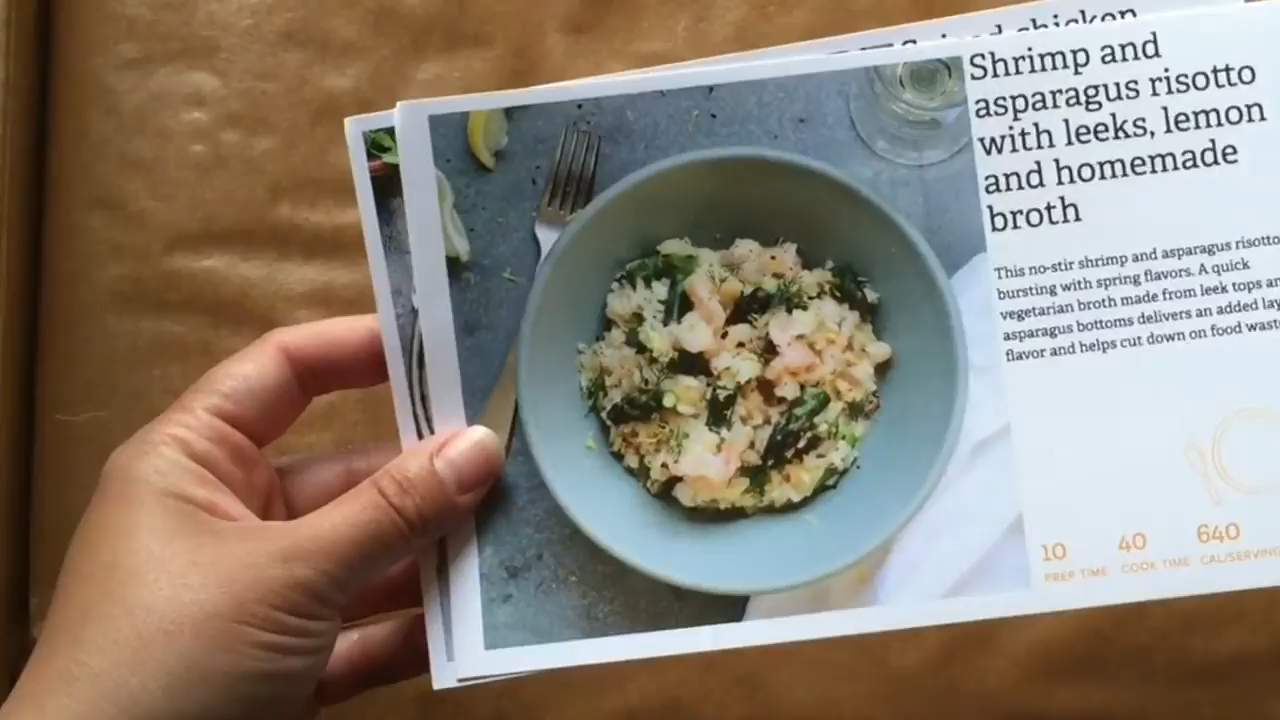 chicken
Shrimp and
asparagus risotto
with leeks, lemon
and homemade
broth
This no-stir shrimp and asparagus risotto
bursting with spring flavors. A quick
vegetarian broth made from leek tops an
asparagus bottoms delivers an added lay
flavor and helps cut down on food wast
10 40 640
PREP TIME COOK TIME CAL/SERVING